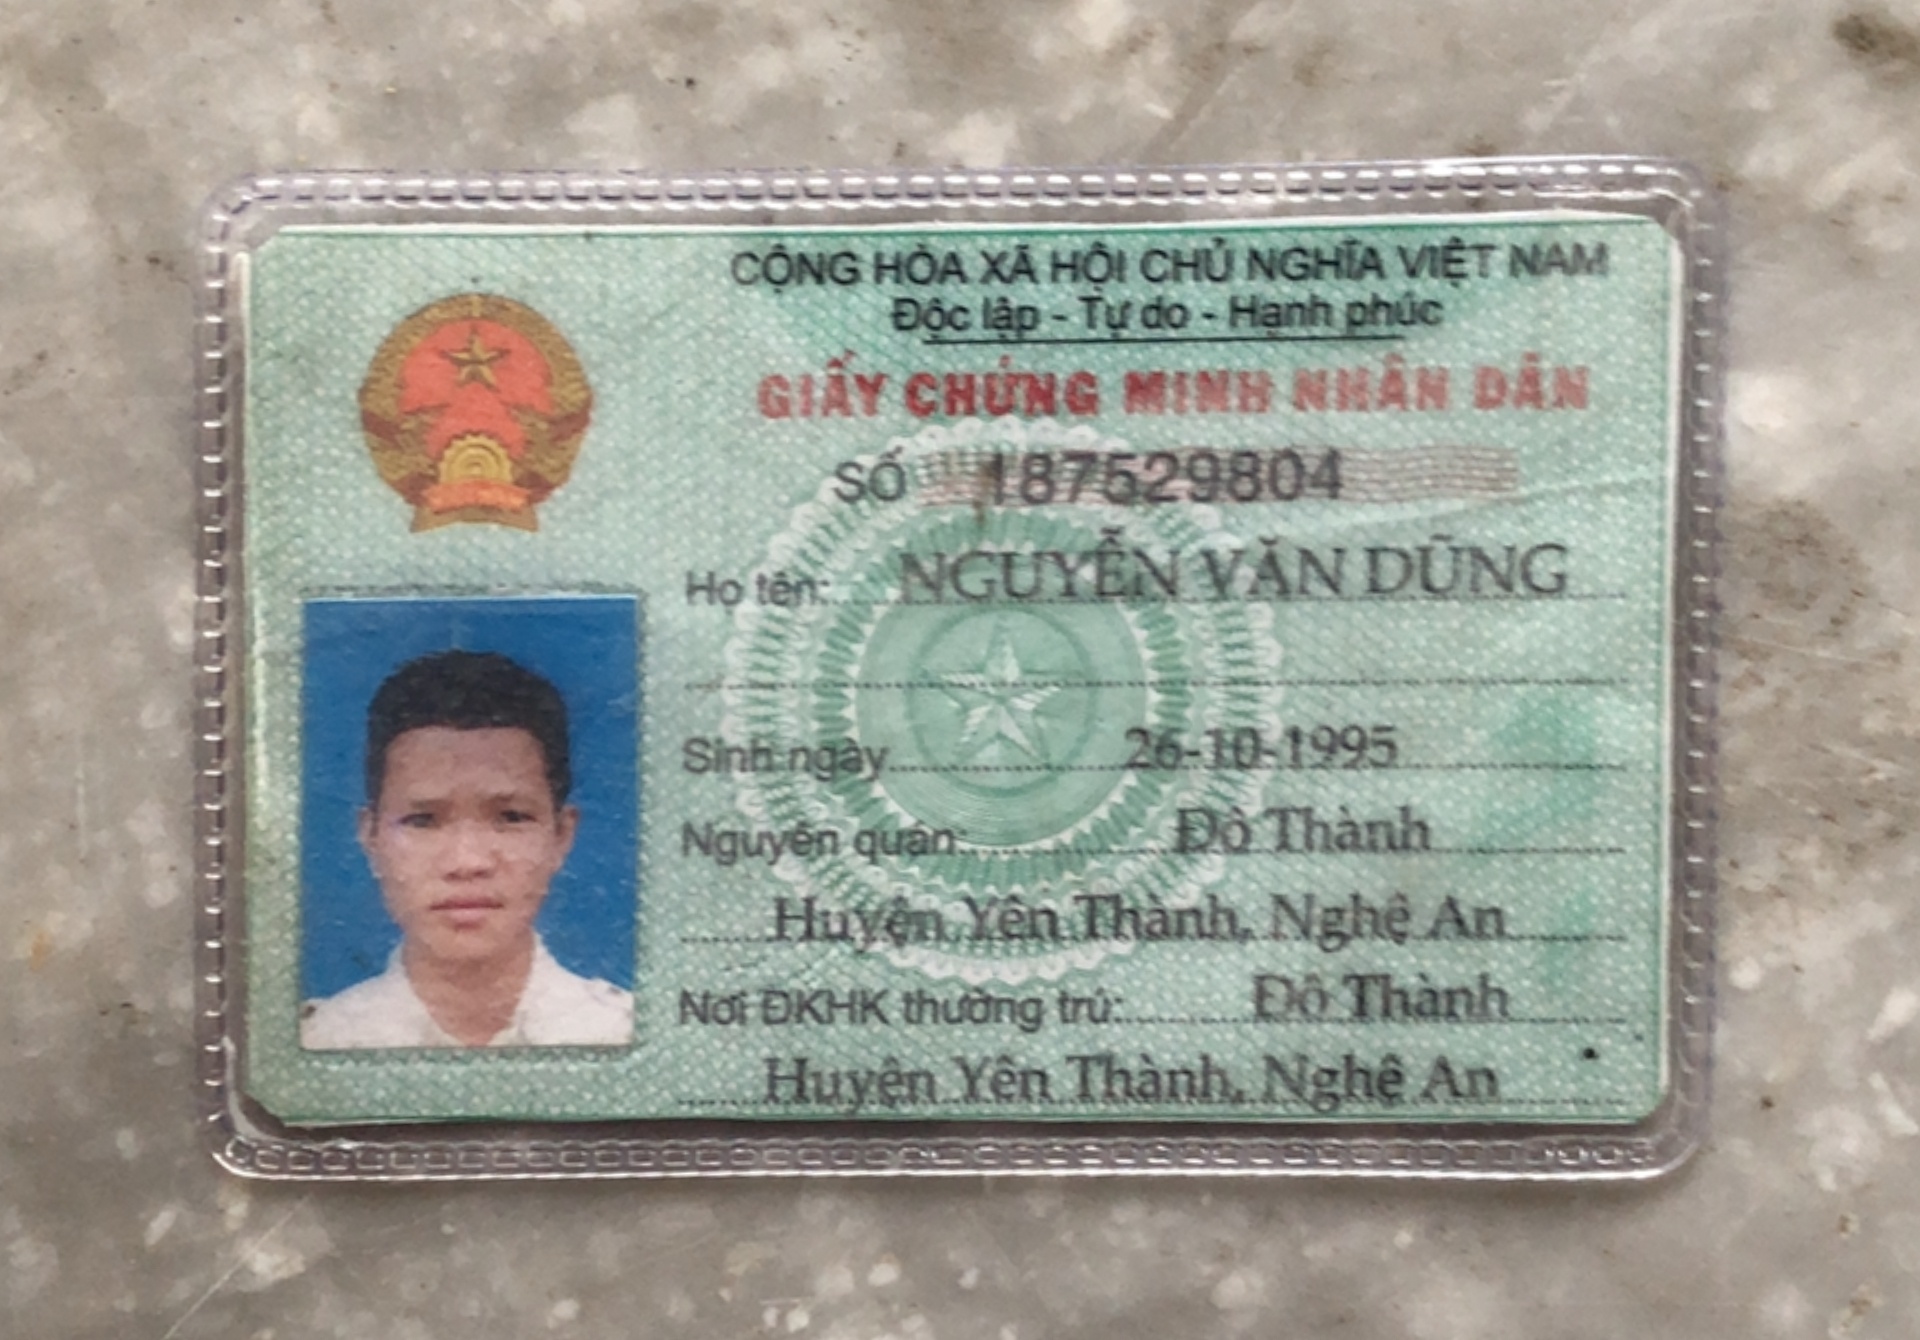 CỘNG HÒA XÃ HỘI CHỦ NGHĨA VIỆT NAM
Độc lập - Tự do - Hạnh phúc
GIẤY CHỨNG MINH NHÂN DÂN
SỐ 187529804
Họ tên: NGUYỄN VĂN DŨNG
Sinh ngày 26-10-1995
Nguyên quán: Đô Thành
Huyện Yên Thành, Nghệ An
Nơi ĐKHK thường trú: Đô Thành
Huyện Yên Thành, Nghệ An